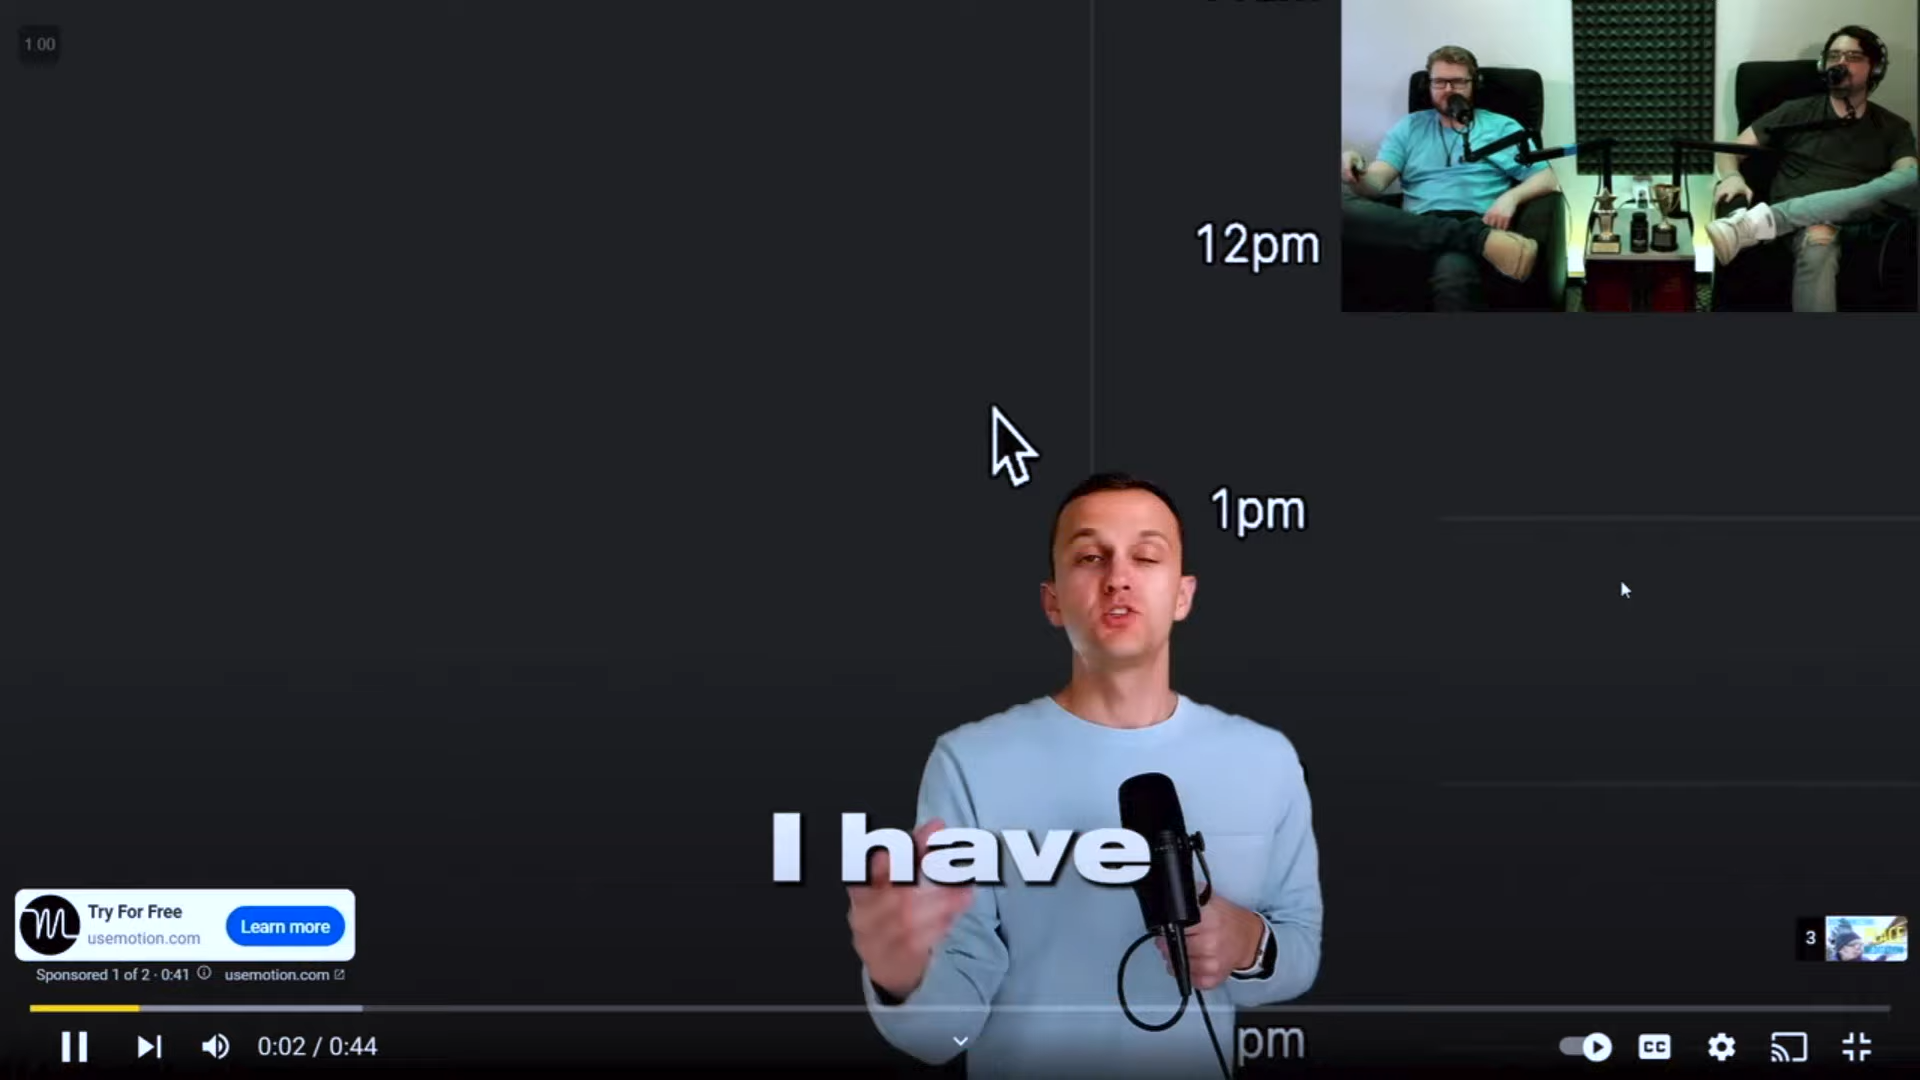 1.00
12pm
1pm
I have
Try For Free
usemotion.com
Learn more
3
Sponsored 1 of 2 · 0:41
usemotion.com
0:02 / 0:44
CC
pm